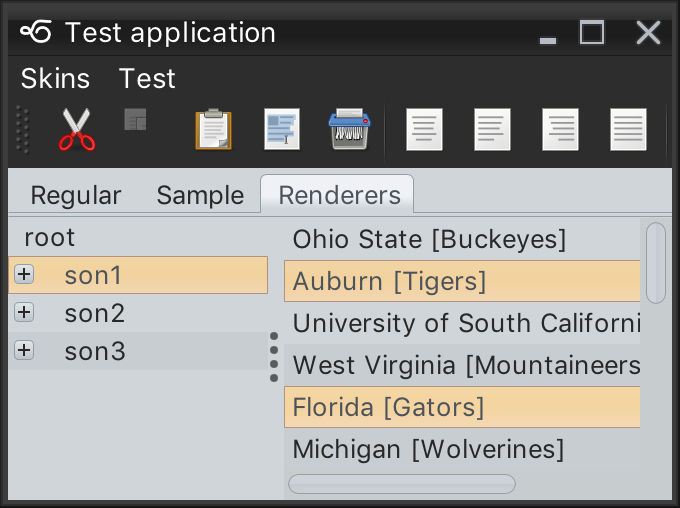 Test application
Skins Test
Regular Sample Renderers
root
son1
son2
son3
Ohio State [Buckeyes]
Auburn [Tigers]
University of South Californi
West Virginia [Mountaineers
Florida [Gators]
Michigan [Wolverines]